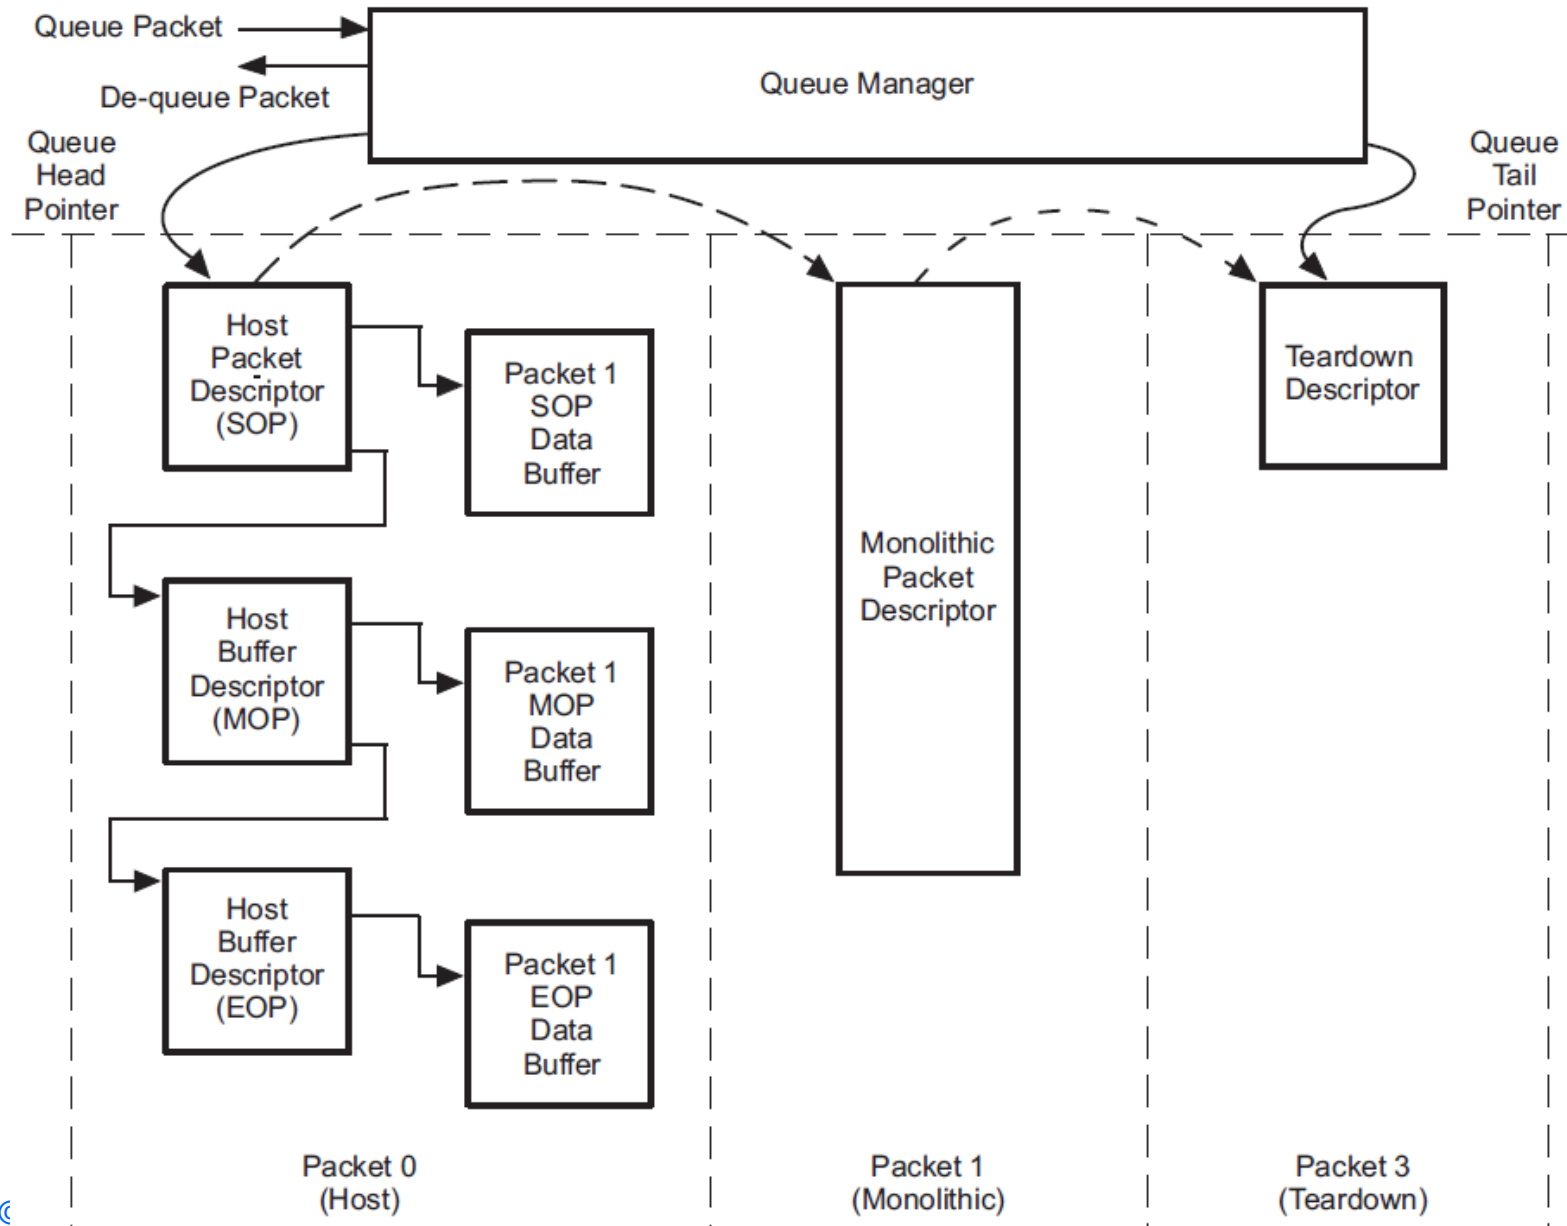 Queue Packet
De-queue Packet
Queue Manager
Queue
Head
Pointer
Queue
Tail
Pointer
Host
Packet
Descriptor
(SOP)
Packet 1
SOP
Data
Buffer
Host
Buffer
Descriptor
(MOP)
Packet 1
MOP
Data
Buffer
Host
Buffer
Descriptor
(EOP)
Packet 1
EOP
Data
Buffer
Monolithic
Packet
Descriptor
Teardown
Descriptor
Packet 0
(Host)
Packet 1
(Monolithic)
Packet 3
(Teardown)
©